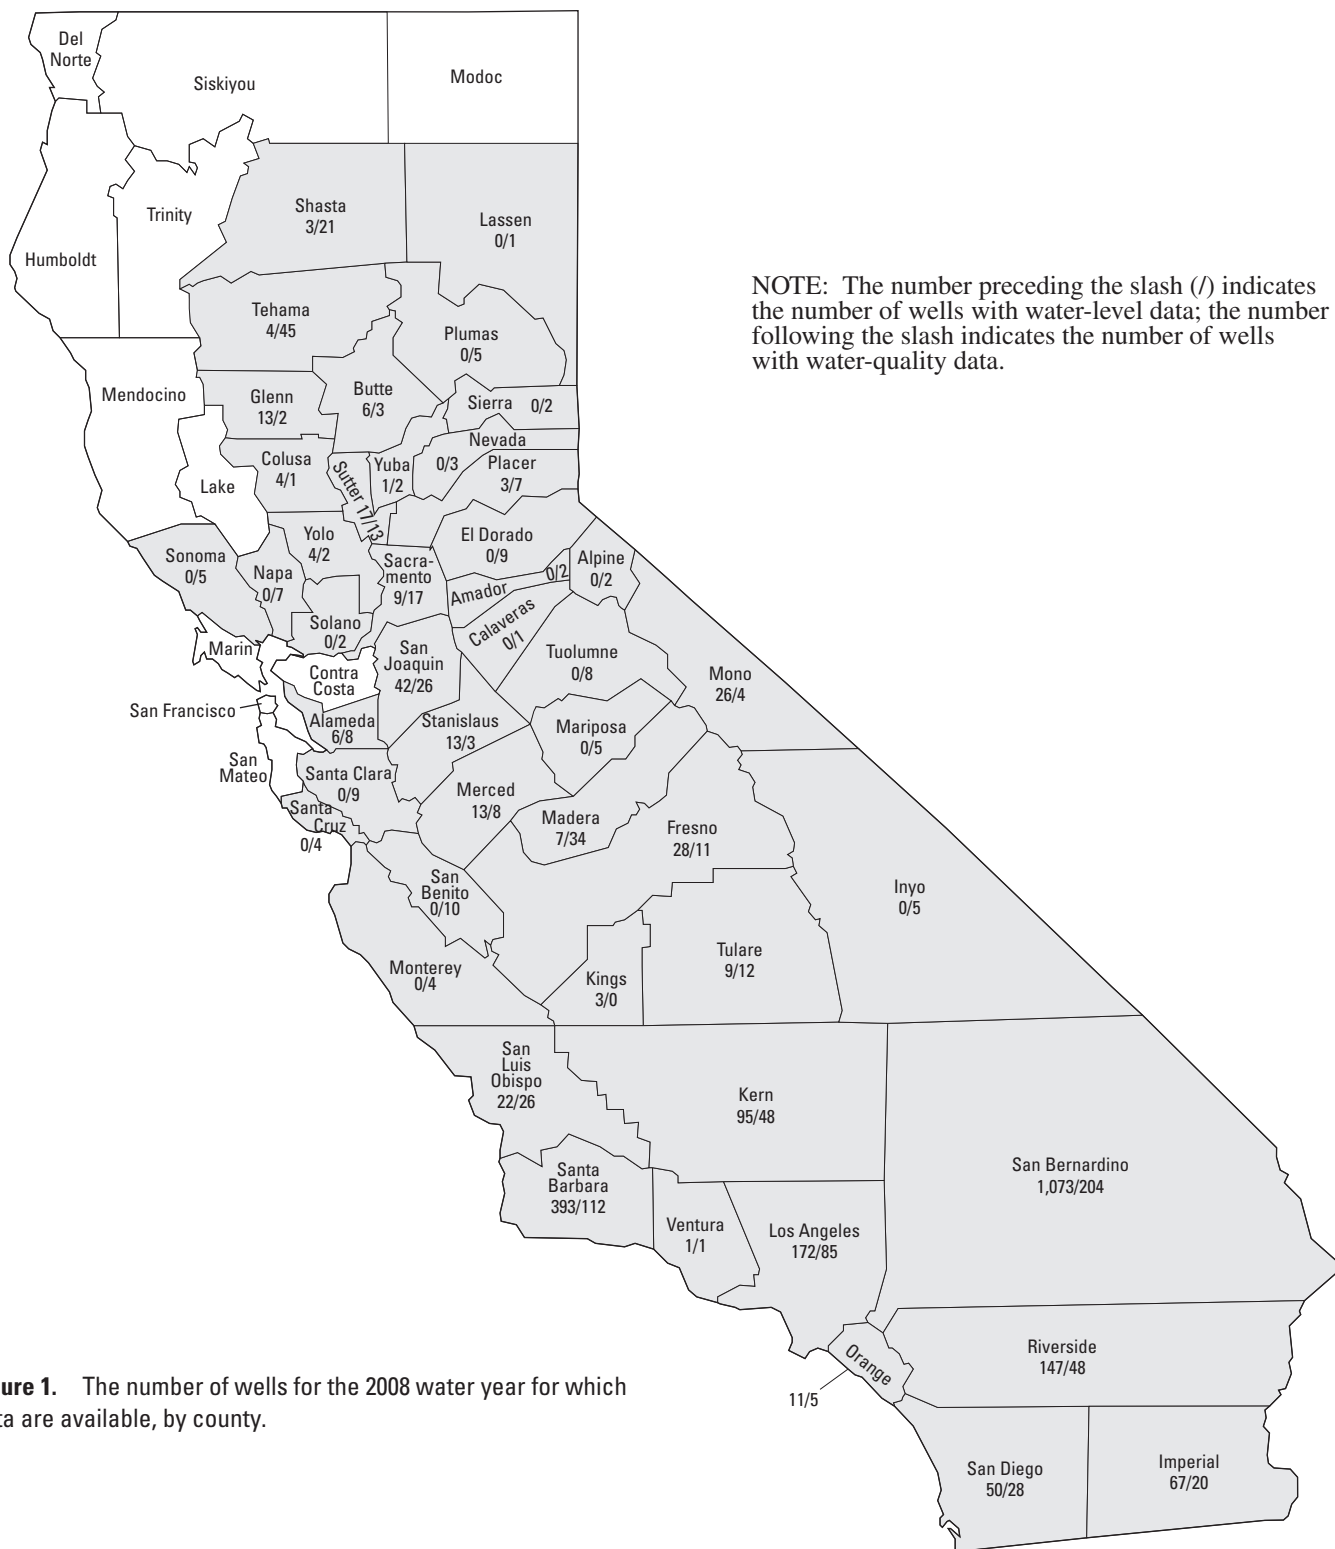 Del
Norte
Siskiyou
Modoc
Humboldt
Trinity
Shasta
3/21
Lassen
0/1
NOTE: The number preceding the slash (/) indicates
the number of wells with water-level data; the number
following the slash indicates the number of wells
with water-quality data.
Tehama
4/45
Plumas
0/5
Mendocino
Glenn
13/2
Butte
6/3
Sierra 0/2
Nevada
0/3
Colusa
4/1
Lake
Sutter 17/13
Yuba
1/2
Placer
3/7
Yolo
4/2
El Dorado
0/9
Sonoma
0/5
Napa
0/7
Sacra-
mento
9/17
Amador 0/2
Alpine
0/2
Solano
0/2
Calaveras
0/1
Marin
Contra
Costa
San
Joaquin
42/26
Tuolumne
0/8
Mono
26/4
San Francisco
Alameda
6/8
Stanislaus
13/3
Mariposa
0/5
San
Mateo
Santa Clara
0/9
Merced
13/8
Santa
Cruz
0/4
Madera
7/34
Fresno
28/11
San
Benito
0/10
Inyo
0/5
Monterey
0/4
Kings
3/0
Tulare
9/12
San
Luis
Obispo
22/26
Kern
95/48
San Bernardino
1,073/204
Santa
Barbara
393/112
Ventura
1/1
Los Angeles
172/85
Riverside
147/48
Orange
11/5
San Diego
50/28
Imperial
67/20
ure 1. The number of wells for the 2008 water year for which
ta are available, by county.